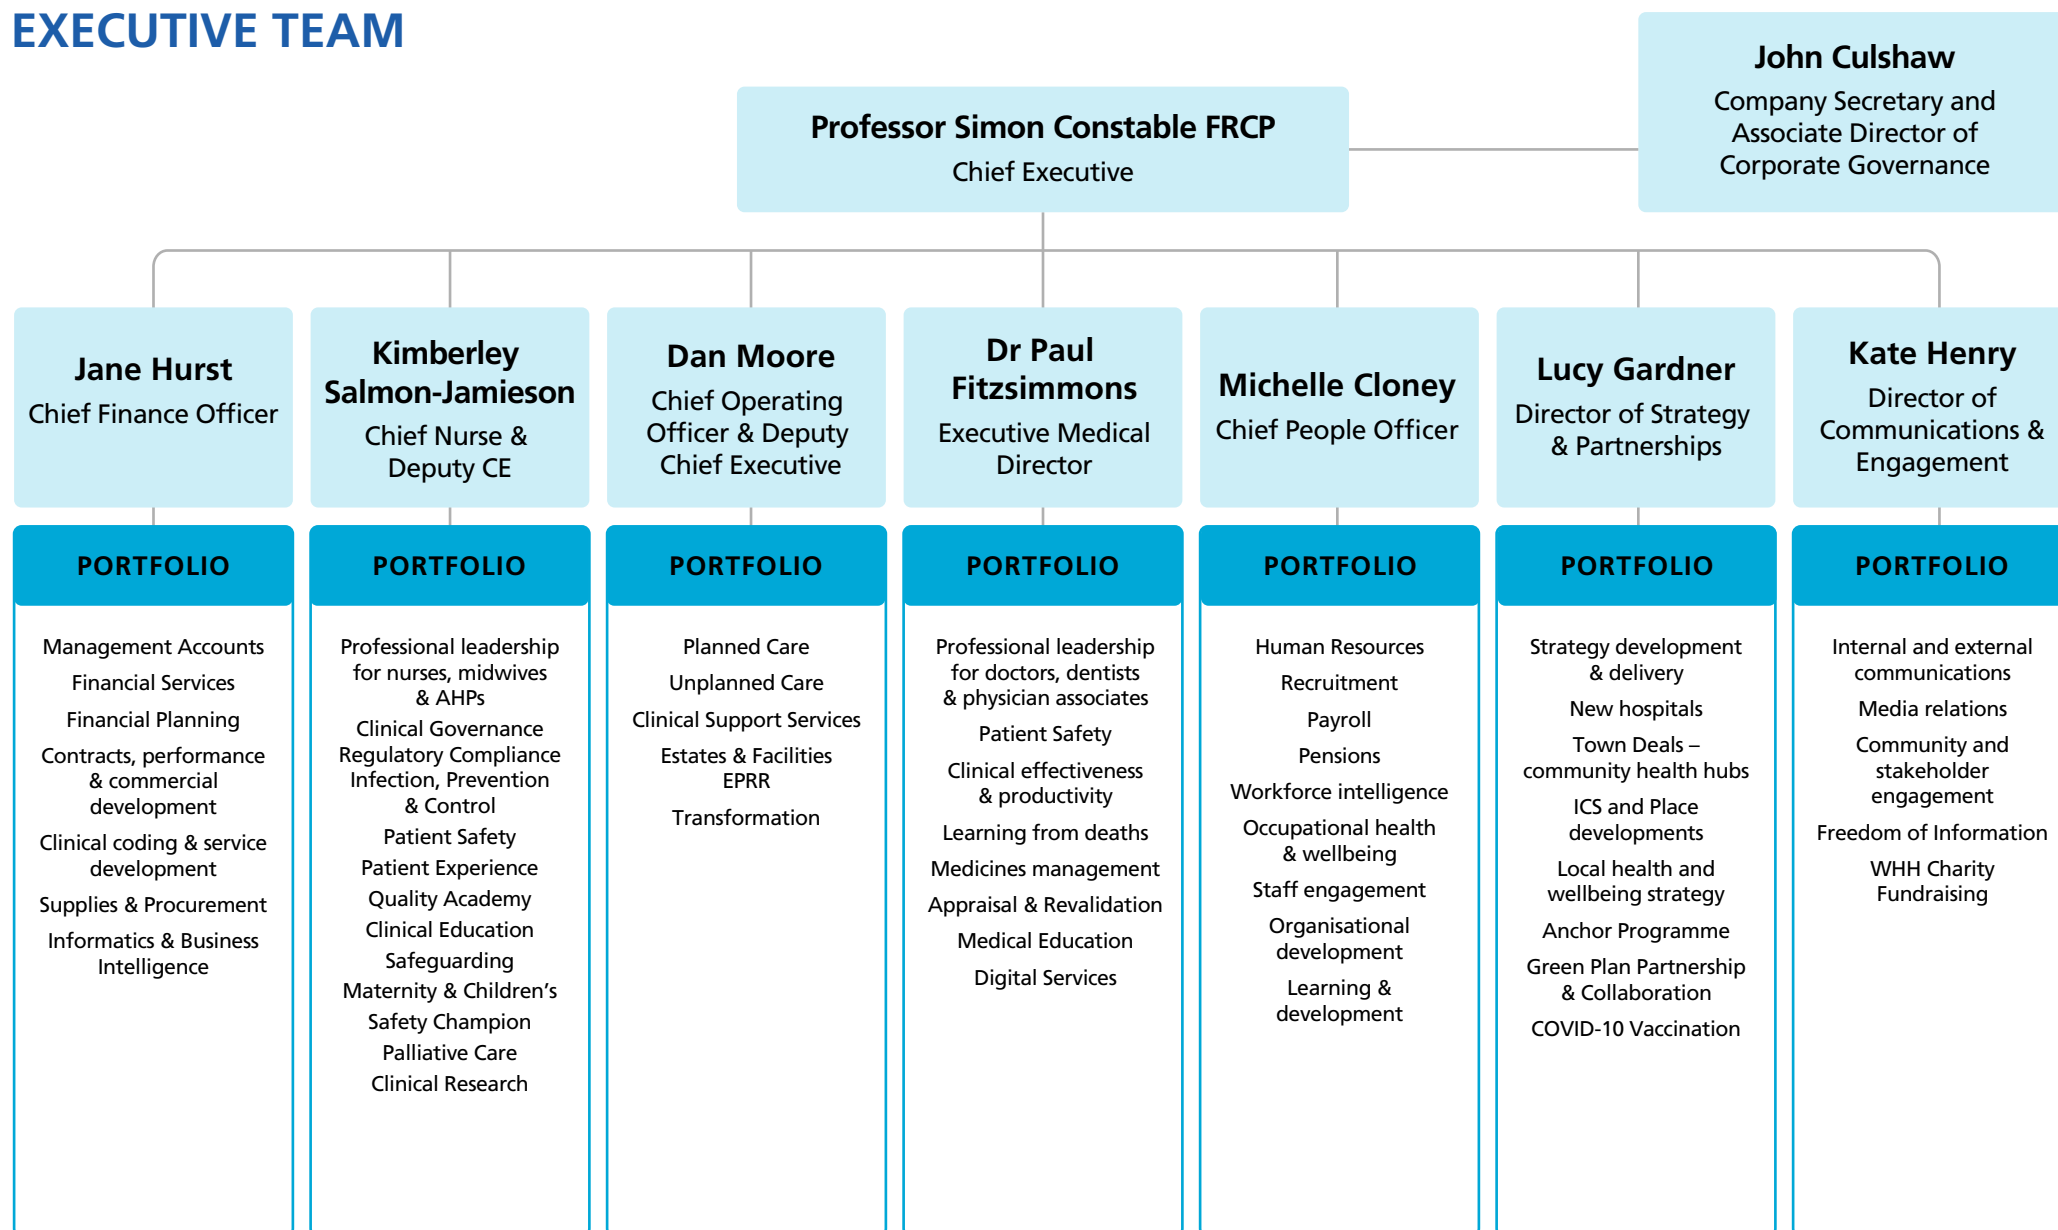 EXECUTIVE TEAM
John Culshaw
Company Secretary and
Associate Director of
Corporate Governance
Professor Simon Constable FRCP
Chief Executive
Jane Hurst
Chief Finance Officer
Kimberley
Salmon-Jamieson
Chief Nurse &
Deputy CE
Dan Moore
Chief Operating
Officer & Deputy
Chief Executive
Dr Paul
Fitzsimmons
Executive Medical
Director
Michelle Cloney
Chief People Officer
Lucy Gardner
Director of Strategy
& Partnerships
Kate Henry
Director of
Communications &
Engagement
PORTFOLIO
Management Accounts
Financial Services
Financial Planning
Contracts, performance
& commercial
development
Clinical coding & service
development
Supplies & Procurement
Informatics & Business
Intelligence
PORTFOLIO
Professional leadership
for nurses, midwives
& AHPs
Clinical Governance
Regulatory Compliance
Infection, Prevention
& Control
Patient Safety
Patient Experience
Quality Academy
Clinical Education
Safeguarding
Maternity & Children’s
Safety Champion
Palliative Care
Clinical Research
PORTFOLIO
Planned Care
Unplanned Care
Clinical Support Services
Estates & Facilities
EPRR
Transformation
PORTFOLIO
Professional leadership
for doctors, dentists
& physician associates
Patient Safety
Clinical effectiveness
& productivity
Learning from deaths
Medicines management
Appraisal & Revalidation
Medical Education
Digital Services
PORTFOLIO
Human Resources
Recruitment
Payroll
Pensions
Workforce intelligence
Occupational health
& wellbeing
Staff engagement
Organisational
development
Learning &
development
PORTFOLIO
Strategy development
& delivery
New hospitals
Town Deals –
community health hubs
ICS and Place
developments
Local health and
wellbeing strategy
Anchor Programme
Green Plan Partnership
& Collaboration
COVID-10 Vaccination
PORTFOLIO
Internal and external
communications
Media relations
Community and
stakeholder
engagement
Freedom of Information
WHH Charity
Fundraising